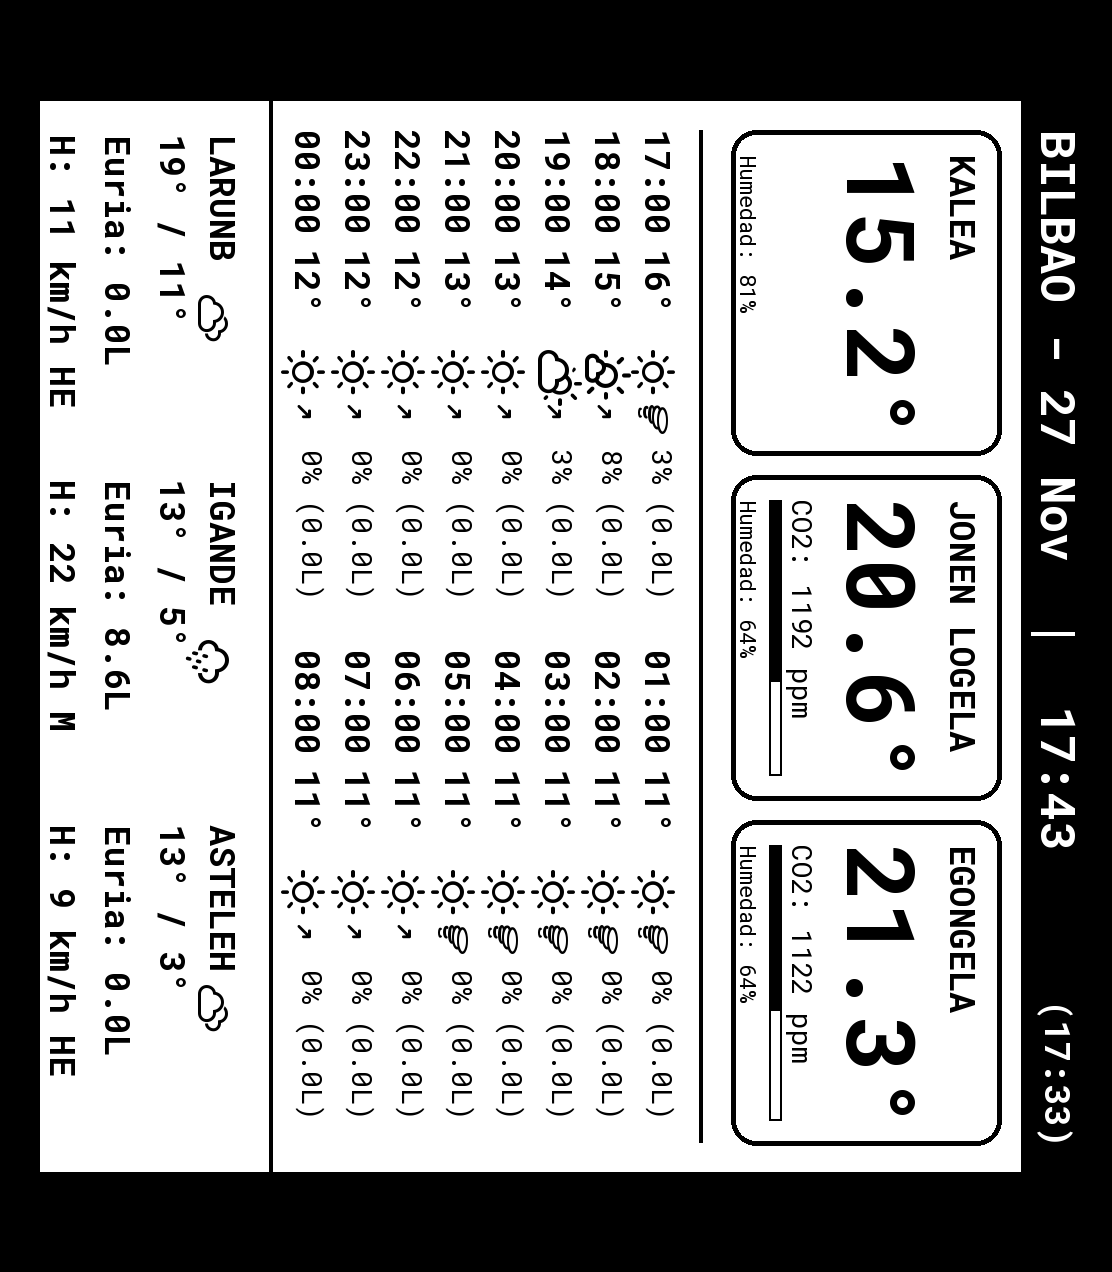 BILBAO - 27 Nov | 17:43 (17:33)
KALEA
15.2°
Humedad: 81%
JONEN LOGELA
20.6°
CO2: 1192 ppm
Humedad: 64%
EGONGELA
21.3°
CO2: 1122 ppm
Humedad: 64%
17:00 16° 3% (0.0L)
18:00 15° ↗ 8% (0.0L)
19:00 14° ↗ 3% (0.0L)
20:00 13° ↗ 0% (0.0L)
21:00 13° ↗ 0% (0.0L)
22:00 12° ↗ 0% (0.0L)
23:00 12° ↗ 0% (0.0L)
00:00 12° ↗ 0% (0.0L)
01:00 11° 0% (0.0L)
02:00 11° 0% (0.0L)
03:00 11° 0% (0.0L)
04:00 11° 0% (0.0L)
05:00 11° 0% (0.0L)
06:00 11° ↗ 0% (0.0L)
07:00 11° ↗ 0% (0.0L)
08:00 11° ↗ 0% (0.0L)
LARUNB
19° / 11°
Euria: 0.0L
H: 11 km/h HE
IGANDE
13° / 5°
Euria: 8.6L
H: 22 km/h M
ASTELEH
13° / 3°
Euria: 0.0L
H: 9 km/h HE